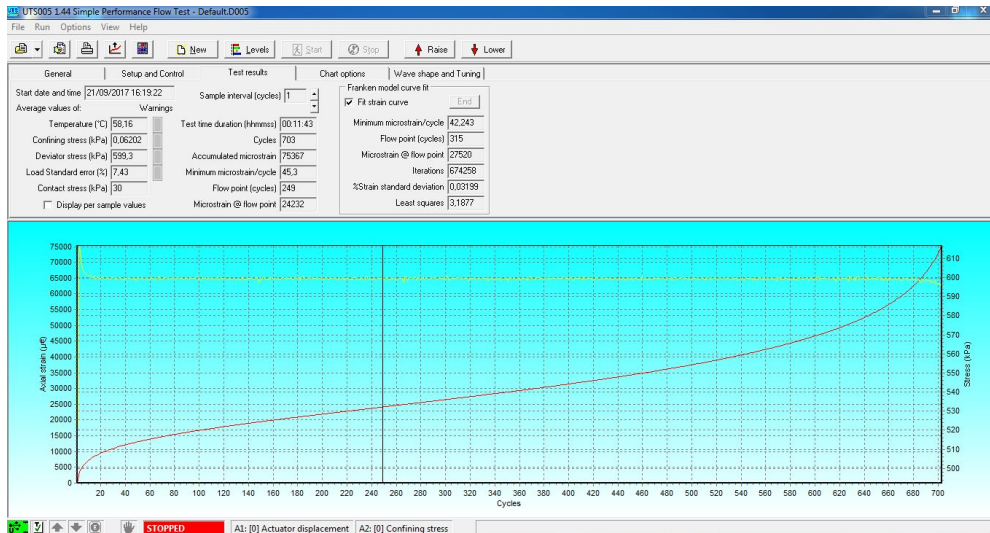 UTS005 1.44 Simple Performance Flow Test - Default.D005
File Run Options View Help
New Levels Start Stop Raise Lower
General Setup and Control Test results Chart options Wave shape and Tuning
Start date and time 21/09/2017 16:19:22
Average values of: Warnings
Temperature (°C) 58,16
Confining stress (kPa) 0,06202
Deviator stress (kPa) 599,3
Load Standard error (%) 7,43
Contact stress (kPa) 30
Display per sample values
Sample interval (cycles) 1
Test time duration (hhmmss) 00:11:43
Cycles 703
Accumulated microstrain 75367
Minimum microstrain/cycle 45,3
Flow point (cycles) 249
Microstrain @ flow point 24232
Franken model curve fit
Fit strain curve End
Minimum microstrain/cycle 42,243
Flow point (cycles) 315
Microstrain @ flow point 27520
Iterations 674258
%Strain standard deviation 0,03199
Least squares 3,1877
Axial strain (µε)
75000
70000
65000
60000
55000
50000
45000
40000
35000
30000
25000
20000
15000
10000
5000
0
610
600
590
580
570
560
550
540
530
520
510
500
Stress (kPa)
20 40 60 80 100 120 140 160 180 200 220 240 260 280 300 320 340 360 380 400 420 440 460 480 500 520 540 560 580 600 620 640 660 680 700
Cycles
STOPPED A1: [0] Actuator displacement A2: [0] Confining stress